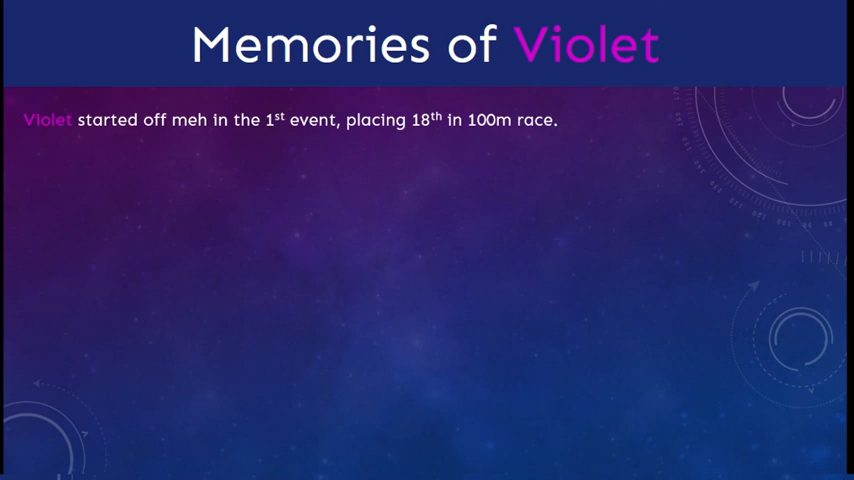 Memories of Violet
Violet started off meh in the 1st event, placing 18th in 100m race.